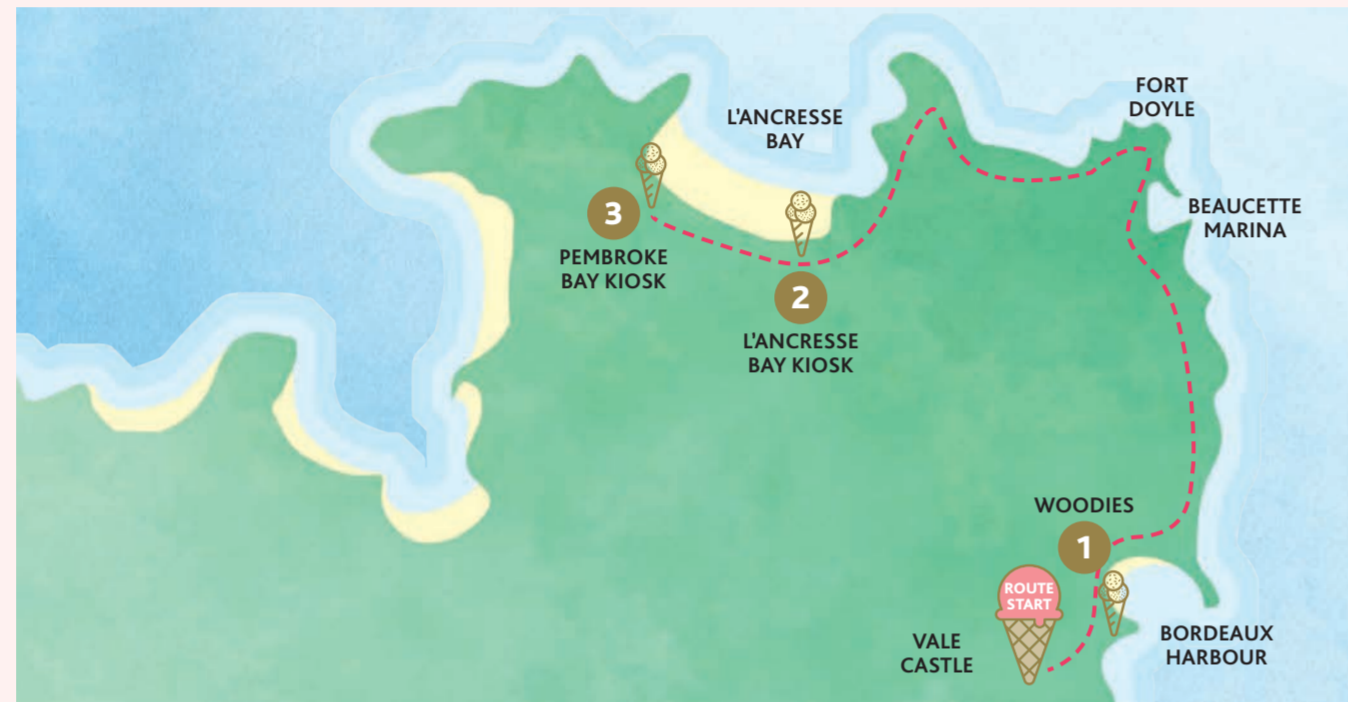 FORT
DOYLE
L'ANCRESSE
BAY
BEAUCETTE
MARINA
3
PEMBROKE
BAY KIOSK
2
L'ANCRESSE
BAY KIOSK
WOODIES
1
ROUTE
START
VALE
CASTLE
BORDEAUX
HARBOUR